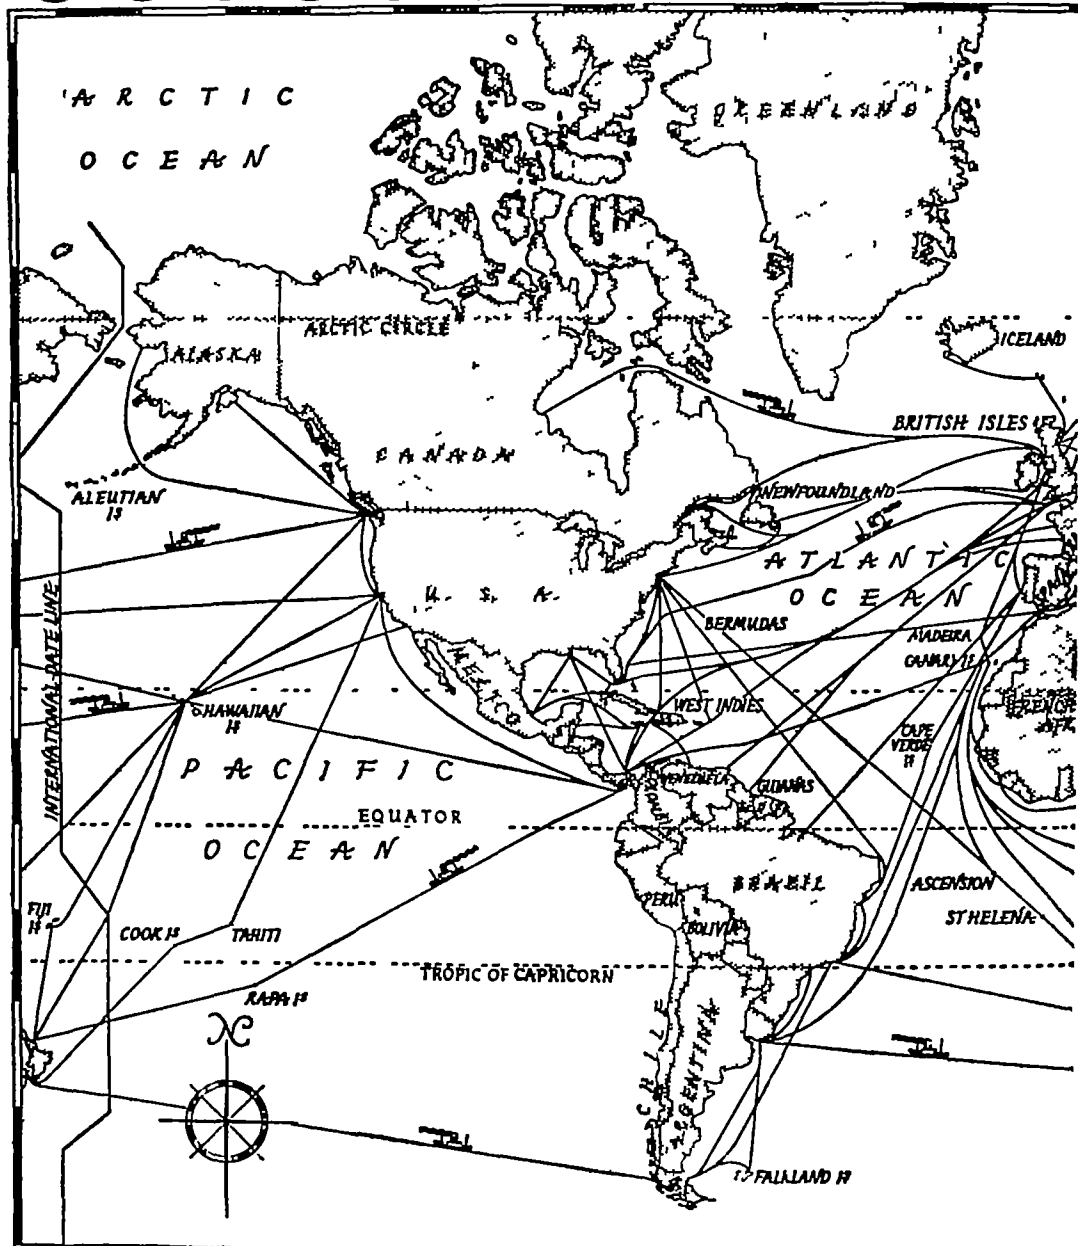 ARCTIC
OCEAN
GREENLAND
ARCTIC CIRCLE
ICELAND
ALASKA
BRITISH ISLES
CANADA
ALEUTIAN
Is
NEWFOUNDLAND
ATLANTIC
OCEAN
U.S.A.
INTERNATIONAL DATE LINE
BERMUDAS
MADEIRA
CANARY Is
MEXICO
WEST INDIES
HAWAIIAN
Is
CAPE
VERDE
Is
FRENCH
PACIFIC
VENEZUELA
GUIANAS
EQUATOR
OCEAN
BRAZIL
PERU
ASCENSION
FIJI
Is
COOK Is
TAHITI
BOLIVIA
ST HELENA
TROPIC OF CAPRICORN
RAPA Is
N
CHILE
ARGENTINA
FALKLAND Is